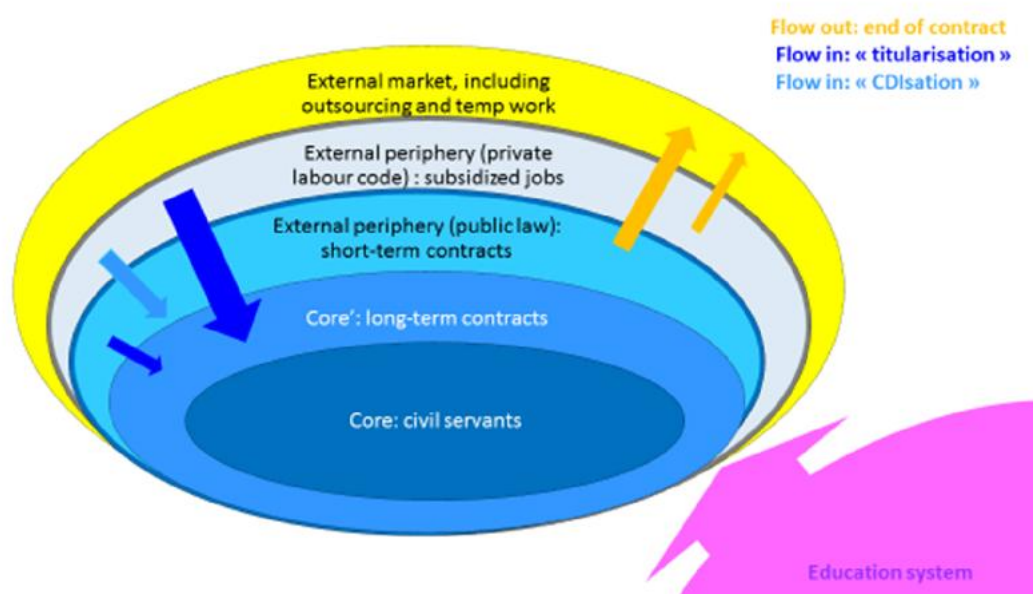 Flow out: end of contract
Flow in: « titularisation »
Flow in: « CDIsation »
External market, including
outsourcing and temp work
External periphery (private
labour code) : subsidized jobs
External periphery (public law):
short-term contracts
Core’: long-term contracts
Core: civil servants
Education system